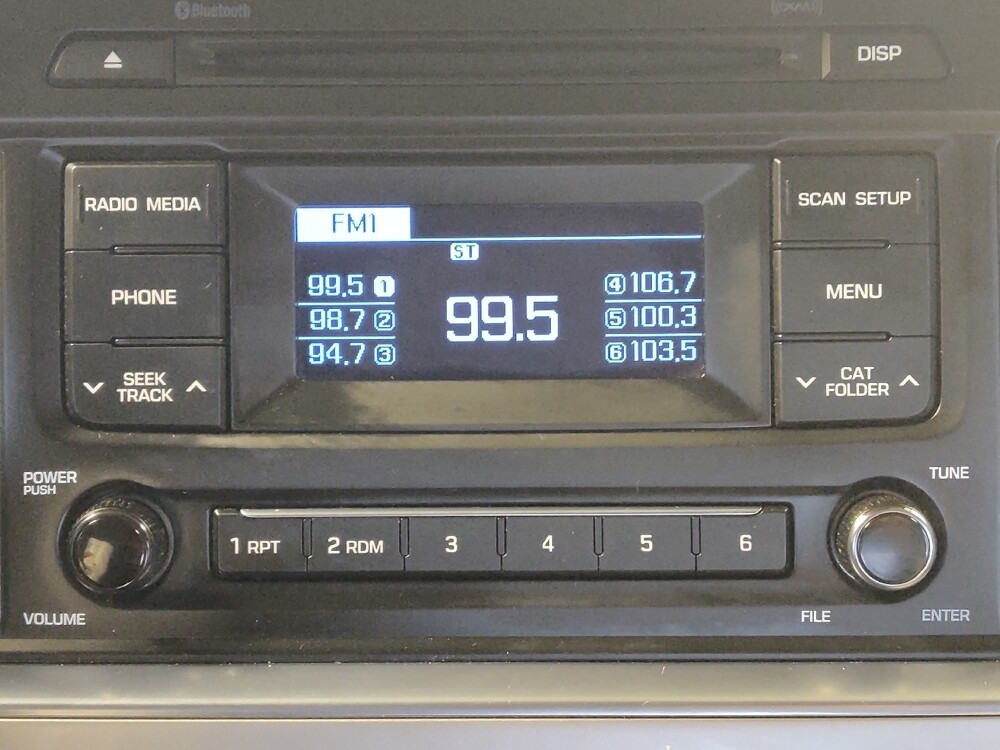 Bluetooth
((XM))
DISP
RADIO MEDIA
SCAN SETUP
FM1
ST
PHONE
MENU
99.5 1
98.7 2
94.7 3
99.5
4 106.7
5 100.3
6 103.5
SEEK
TRACK
CAT
FOLDER
POWER
PUSH
TUNE
1 RPT
2 RDM
3
4
5
6
VOLUME
FILE
ENTER